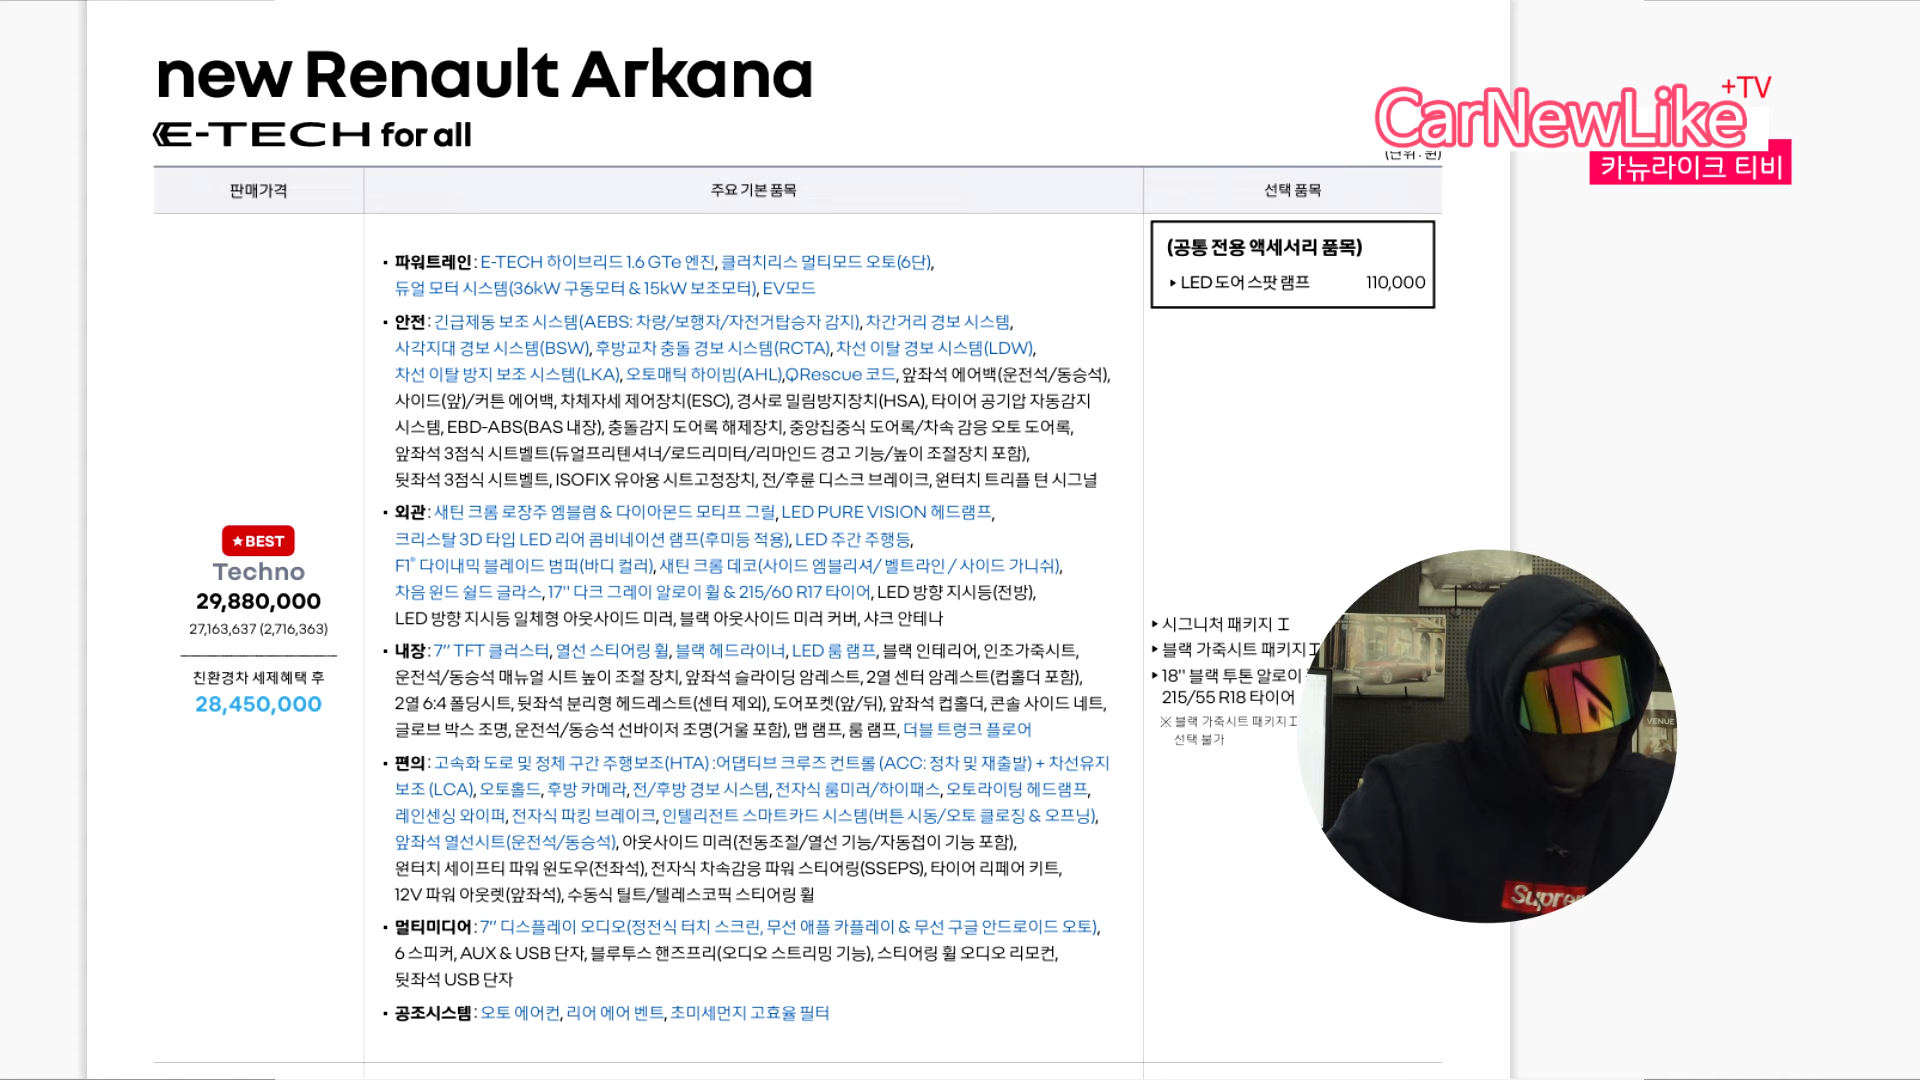 new Renault Arkana
E-TECH for all
+TV
CarNewLike
카뉴라이크 티비
(단위 : 원)
판매가격
주요 기본 품목
선택 품목
★BEST
Techno
29,880,000
27,163,637 (2,716,363)
친환경차 세제혜택 후
28,450,000
• 파워트레인 : E-TECH 하이브리드 1.6 GTe 엔진, 클러치리스 멀티모드 오토(6단),
듀얼 모터 시스템(36kW 구동모터 & 15kW 보조모터), EV모드
• 안전 : 긴급제동 보조 시스템(AEBS: 차량/보행자/자전거탑승자 감지), 차간거리 경보 시스템,
사각지대 경보 시스템(BSW), 후방교차 충돌 경보 시스템(RCTA), 차선 이탈 경보 시스템(LDW),
차선 이탈 방지 보조 시스템(LKA), 오토매틱 하이빔(AHL),QRescue 코드, 앞좌석 에어백(운전석/동승석),
사이드(앞)/커튼 에어백, 차체자세 제어장치(ESC), 경사로 밀림방지장치(HSA), 타이어 공기압 자동감지
시스템, EBD-ABS(BAS 내장), 충돌감지 도어록 해제장치, 중앙집중식 도어록/차속 감응 오토 도어록,
앞좌석 3점식 시트벨트(듀얼프리텐셔너/로드리미터/리마인드 경고 기능/높이 조절장치 포함),
뒷좌석 3점식 시트벨트, ISOFIX 유아용 시트고정장치, 전/후륜 디스크 브레이크, 원터치 트리플 턴 시그널
• 외관 : 새틴 크롬 로장주 엠블럼 & 다이아몬드 모티프 그릴, LED PURE VISION 헤드램프,
크리스탈 3D 타입 LED 리어 콤비네이션 램프(후미등 적용), LED 주간 주행등,
F1® 다이내믹 블레이드 범퍼(바디 컬러), 새틴 크롬 데코(사이드 엠블리셔/ 벨트라인 / 사이드 가니쉬),
차음 윈드 쉴드 글라스, 17" 다크 그레이 알로이 휠 & 215/60 R17 타이어, LED 방향 지시등(전방),
LED 방향 지시등 일체형 아웃사이드 미러, 블랙 아웃사이드 미러 커버, 샤크 안테나
• 내장 : 7" TFT 클러스터, 열선 스티어링 휠, 블랙 헤드라이너, LED 룸 램프, 블랙 인테리어, 인조가죽시트,
운전석/동승석 매뉴얼 시트 높이 조절 장치, 앞좌석 슬라이딩 암레스트, 2열 센터 암레스트(컵홀더 포함),
2열 6:4 폴딩시트, 뒷좌석 분리형 헤드레스트(센터 제외), 도어포켓(앞/뒤), 앞좌석 컵홀더, 콘솔 사이드 네트,
글로브 박스 조명, 운전석/동승석 선바이저 조명(거울 포함), 맵 램프, 룸 램프, 더블 트렁크 플로어
• 편의 : 고속화 도로 및 정체 구간 주행보조(HTA) :어댑티브 크루즈 컨트롤 (ACC: 정차 및 재출발) + 차선유지
보조 (LCA), 오토홀드, 후방 카메라, 전/후방 경보 시스템, 전자식 룸미러/하이패스, 오토라이팅 헤드램프,
레인센싱 와이퍼, 전자식 파킹 브레이크, 인텔리전트 스마트카드 시스템(버튼 시동/오토 클로징 & 오프닝),
앞좌석 열선시트(운전석/동승석), 아웃사이드 미러(전동조절/열선 기능/자동접이 기능 포함),
원터치 세이프티 파워 윈도우(전좌석), 전자식 차속감응 파워 스티어링(SSEPS), 타이어 리페어 키트,
12V 파워 아웃렛(앞좌석), 수동식 틸트/텔레스코픽 스티어링 휠
• 멀티미디어 : 7" 디스플레이 오디오(정전식 터치 스크린, 무선 애플 카플레이 & 무선 구글 안드로이드 오토),
6 스피커, AUX & USB 단자, 블루투스 핸즈프리(오디오 스트리밍 기능), 스티어링 휠 오디오 리모컨,
뒷좌석 USB 단자
• 공조시스템 : 오토 에어컨, 리어 에어 벤트, 초미세먼지 고효율 필터
(공통 전용 액세서리 품목)
▸ LED 도어 스팟 램프 110,000
▸ 시그니처 패키지 I
▸ 블랙 가죽시트 패키지 I
▸ 18" 블랙 투톤 알로이
215/55 R18 타이어
※ 블랙 가죽시트 패키지 I
선택 불가
VENUE
Suprem